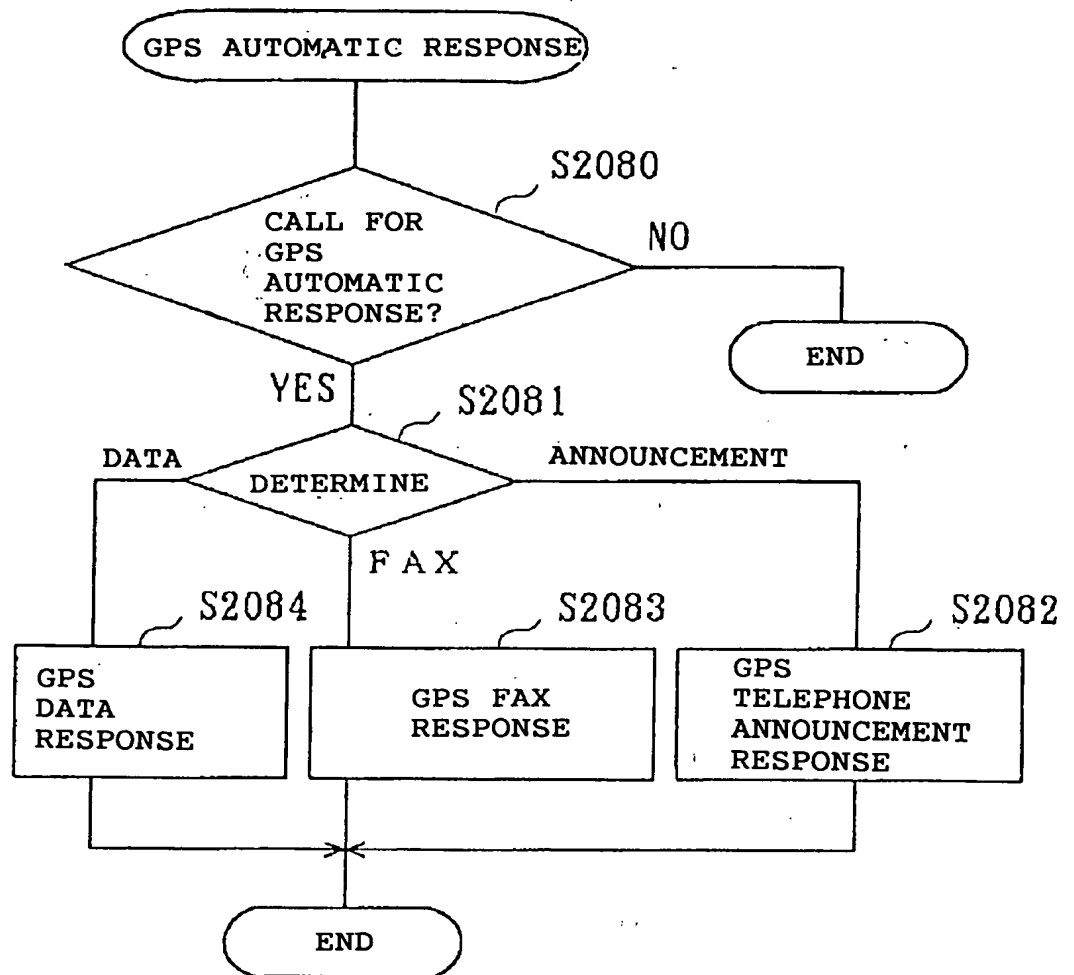 GPS AUTOMATIC RESPONSE
S2080
CALL FOR
GPS
AUTOMATIC
RESPONSE?
NO
END
YES
S2081
DATA
DETERMINE
ANNOUNCEMENT
FAX
S2084
S2083
S2082
GPS
DATA
RESPONSE
GPS FAX
RESPONSE
GPS
TELEPHONE
ANNOUNCEMENT
RESPONSE
END